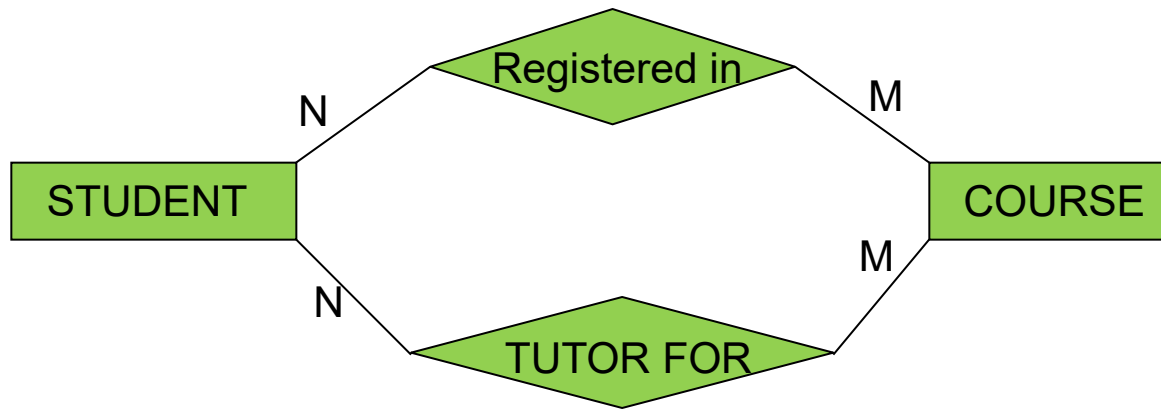 Registered in
N
M
STUDENT
COURSE
N
M
TUTOR FOR